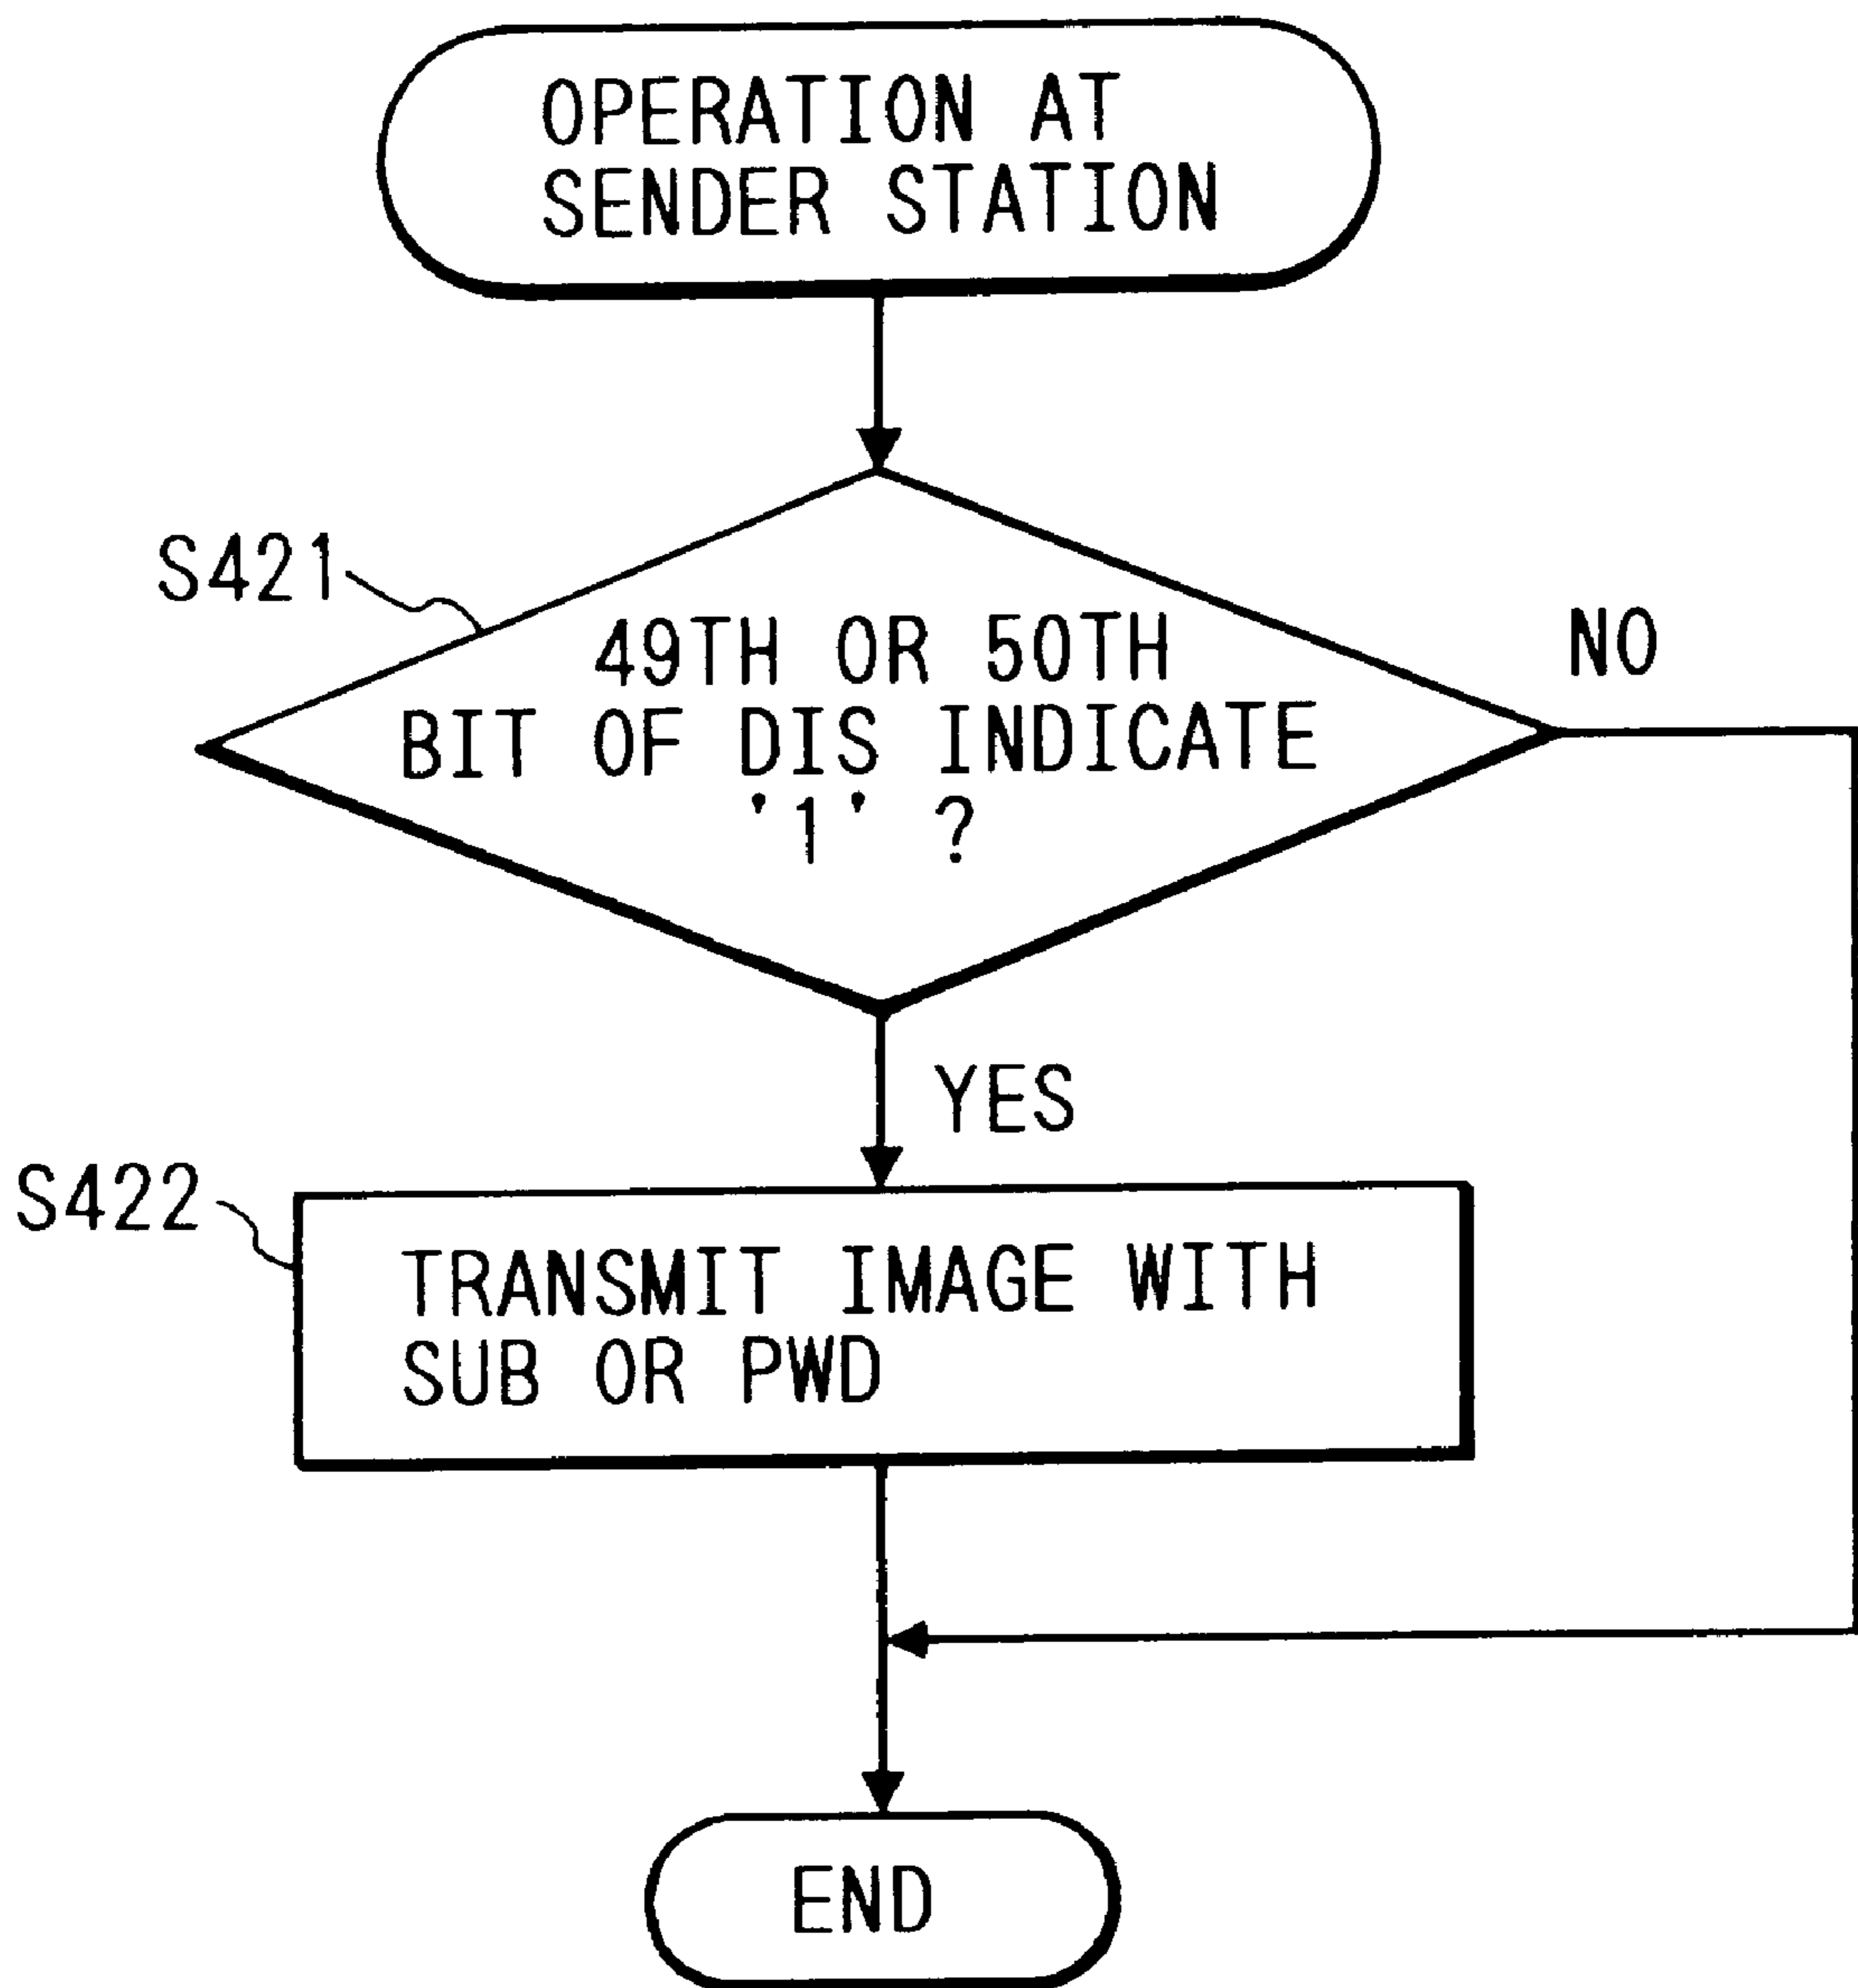 OPERATION AT
SENDER STATION
S421
49TH OR 50TH
BIT OF DIS INDICATE
'1' ?
NO
YES
S422
TRANSMIT IMAGE WITH
SUB OR PWD
END